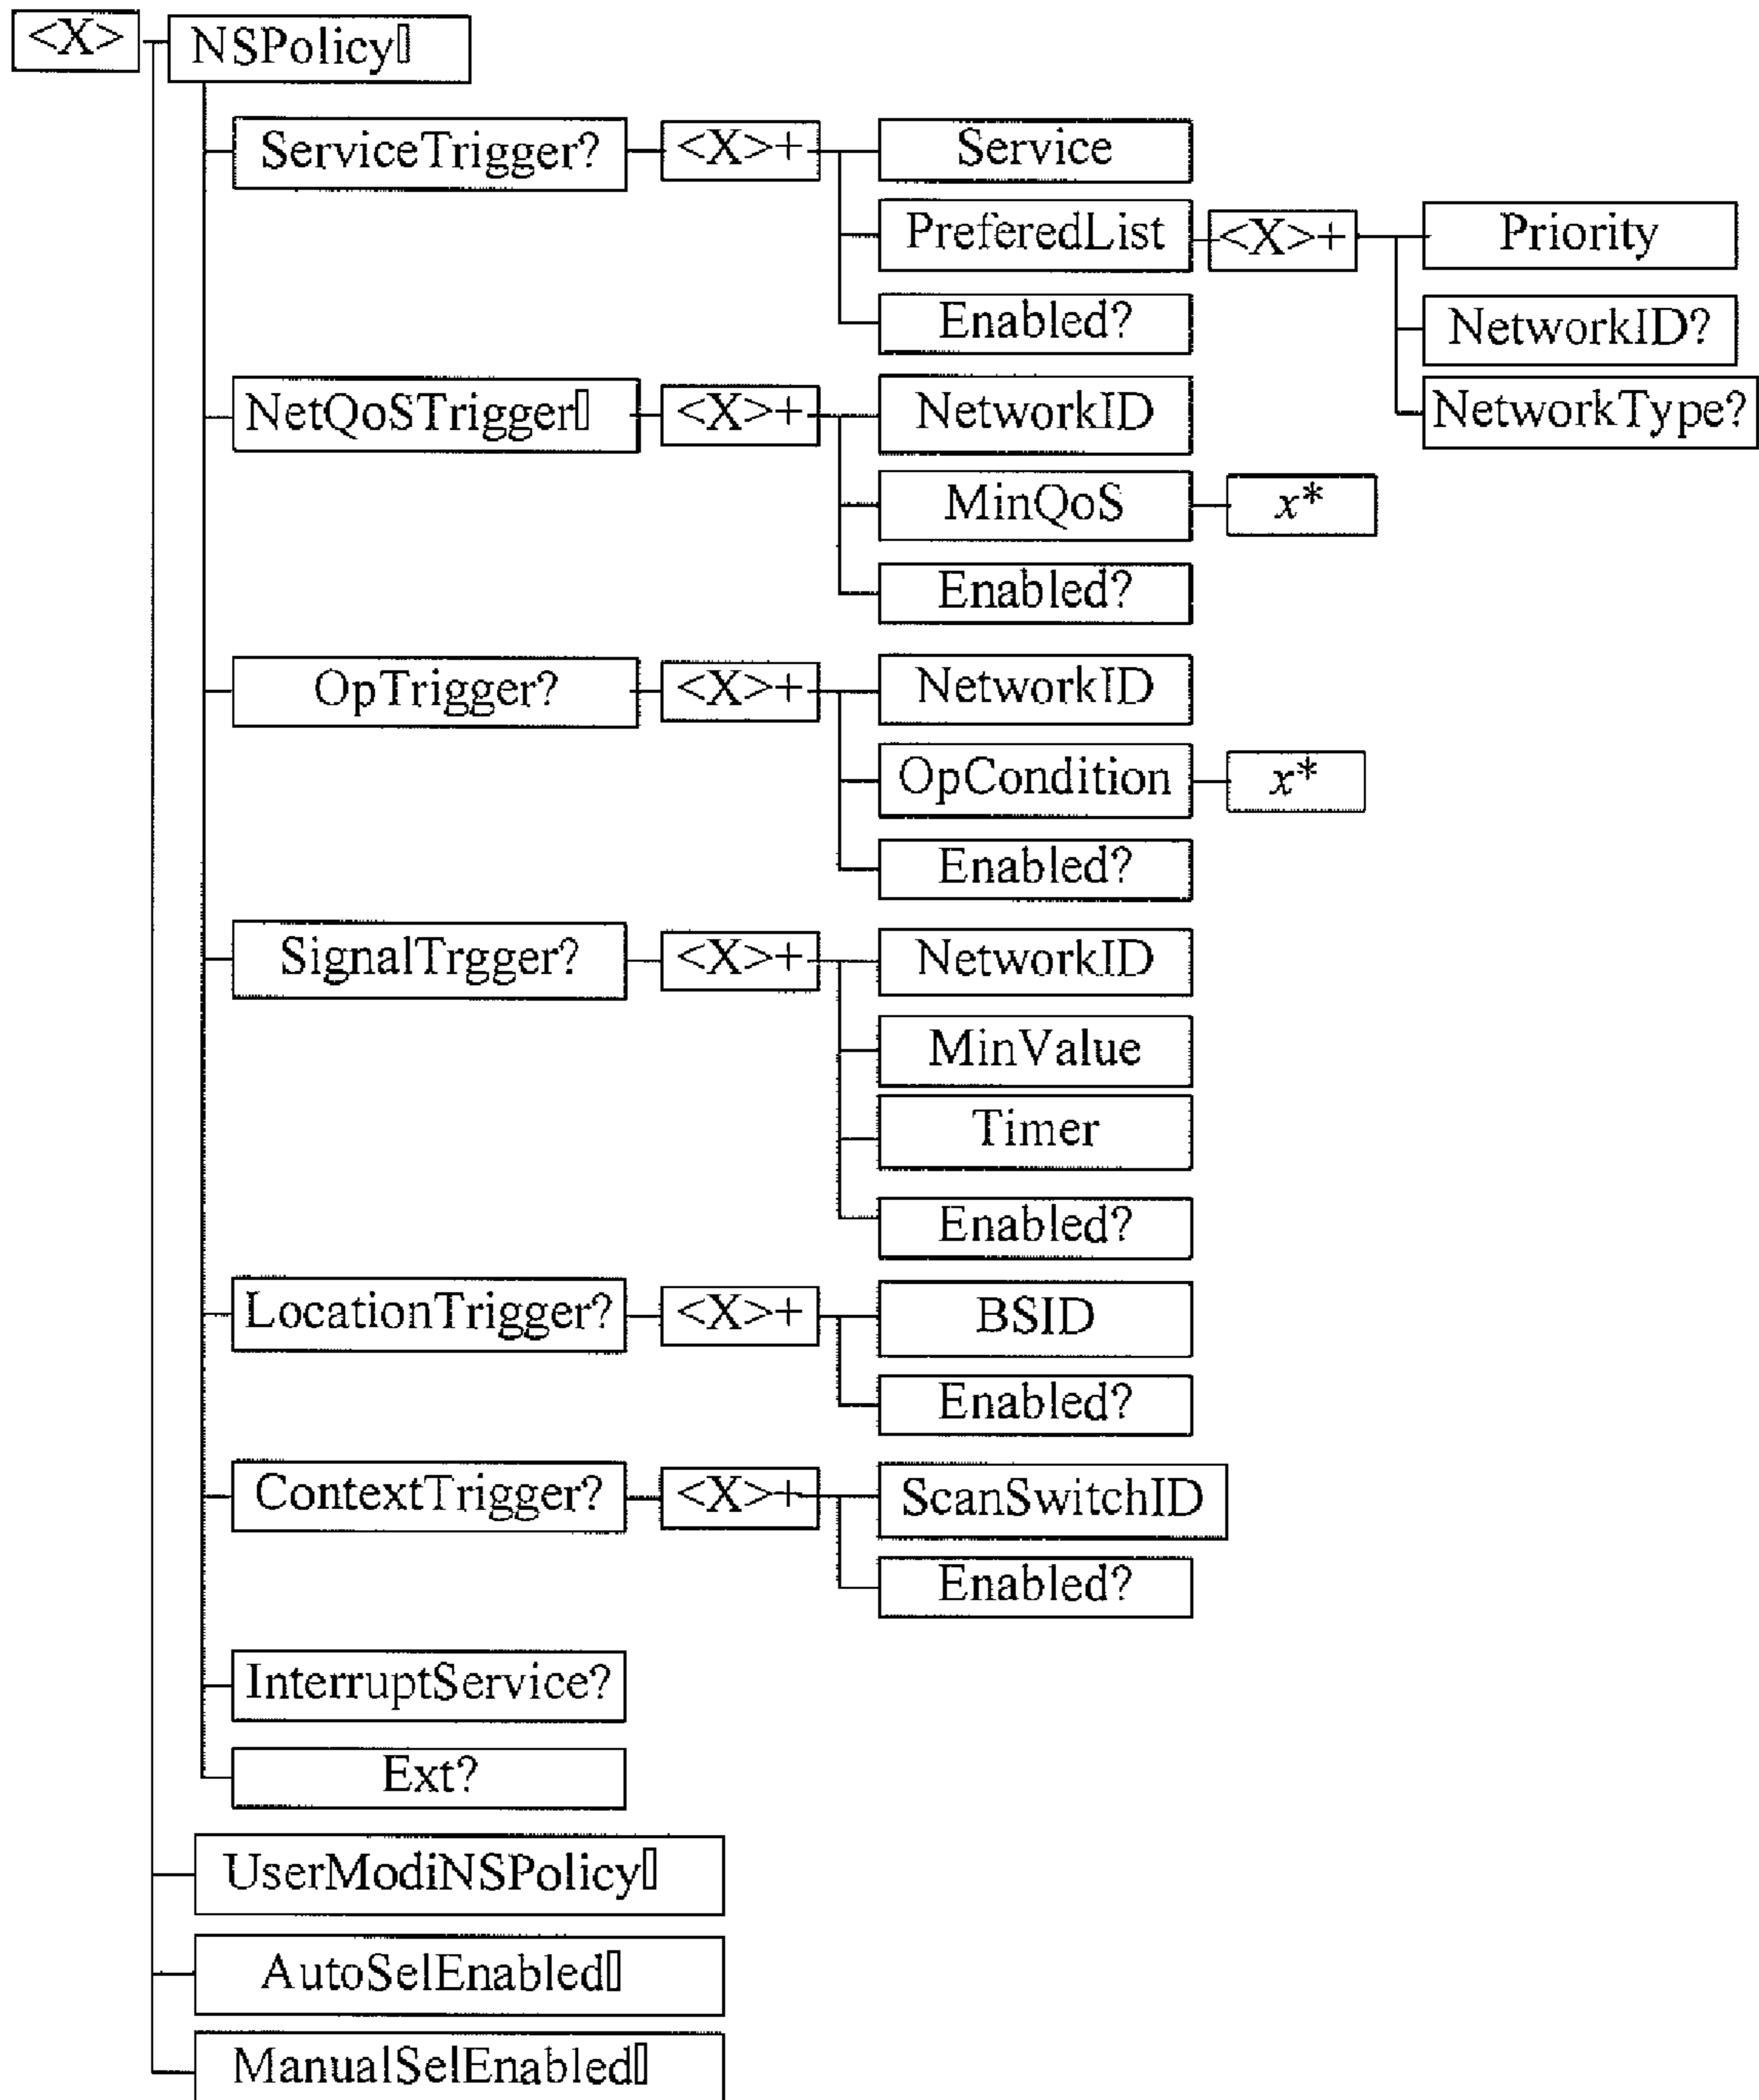 <X> NSPolicy▯
ServiceTrigger? <X>+ Service
PreferedList <X>+ Priority
Enabled? NetworkID?
NetQoSTrigger▯ <X>+ NetworkID NetworkType?
MinQoS x*
Enabled?
OpTrigger? <X>+ NetworkID
OpCondition x*
Enabled?
SignalTrgger? <X>+ NetworkID
MinValue
Timer
Enabled?
LocationTrigger? <X>+ BSID
Enabled?
ContextTrigger? <X>+ ScanSwitchID
Enabled?
InterruptService?
Ext?
UserModiNSPolicy▯
AutoSelEnabled▯
ManualSelEnabled▯